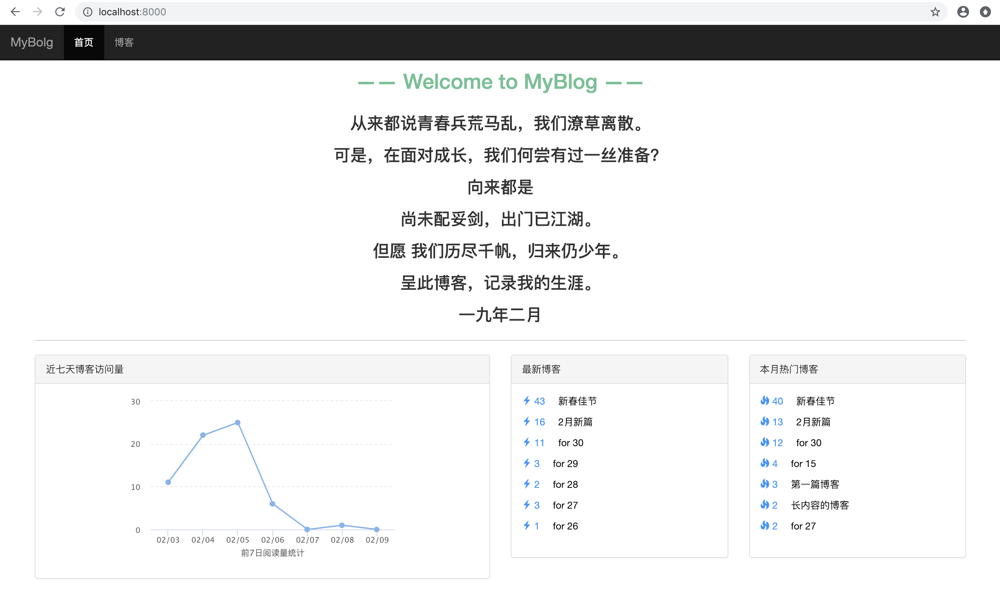 localhost:8000
MyBolg 首页 博客
—— Welcome to MyBlog ——
从来都说青春兵荒马乱，我们潦草离散。
可是，在面对成长，我们何尝有过一丝准备？
向来都是
尚未配妥剑，出门已江湖。
但愿 我们历尽千帆，归来仍少年。
呈此博客，记录我的生涯。
一九年二月
近七天博客访问量
30
20
10
0
02/03 02/04 02/05 02/06 02/07 02/08 02/09
前7日阅读量统计
最新博客
43 新春佳节
16 2月新篇
11 for 30
3 for 29
2 for 28
3 for 27
1 for 26
本月热门博客
40 新春佳节
13 2月新篇
12 for 30
4 for 15
3 第一篇博客
2 长内容的博客
2 for 27